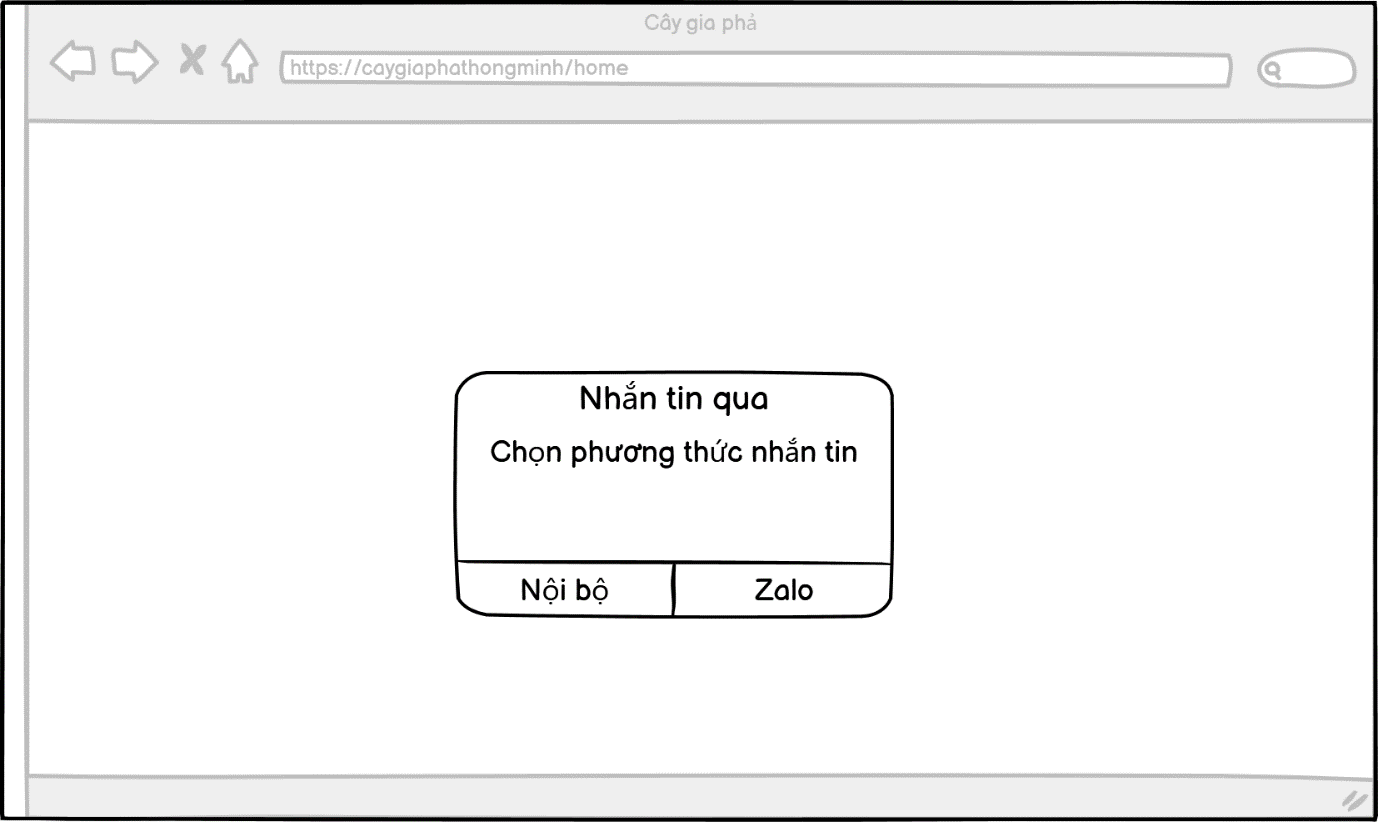 Cây gia phả
https://caygiaphathongminh/home
Nhắn tin qua
Chọn phương thức nhắn tin
Nội bộ
Zalo